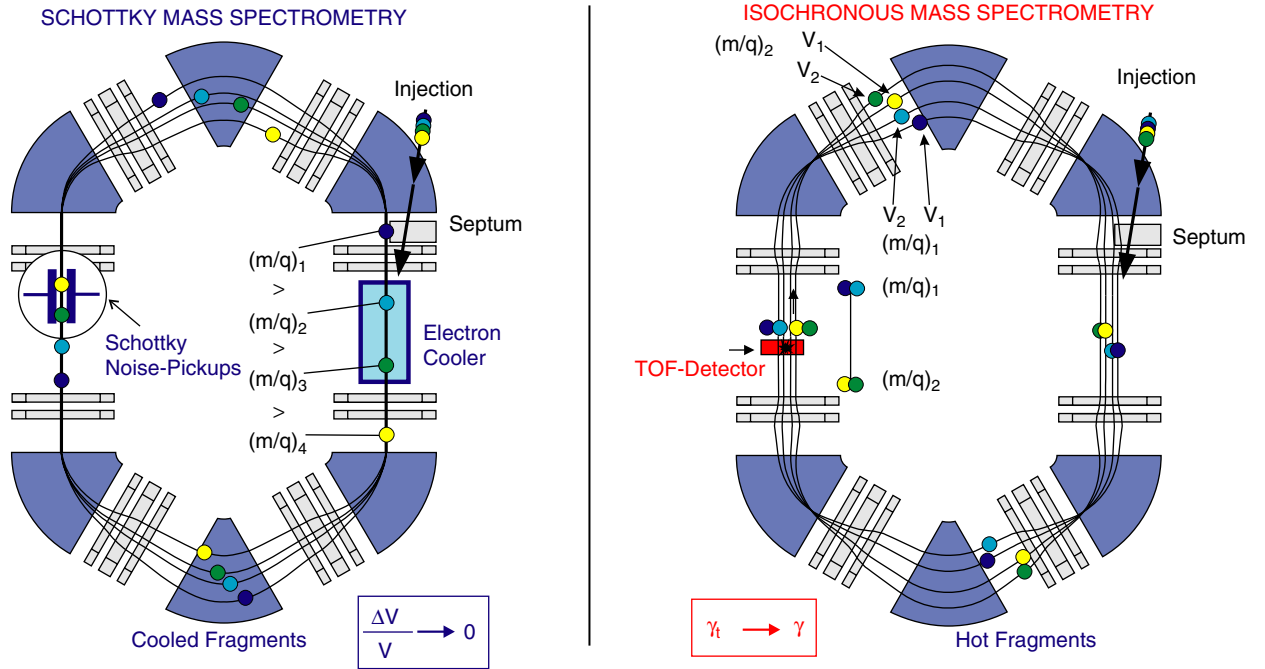 SCHOTTKY MASS SPECTROMETRY
Injection
Septum
(m/q)1
>
(m/q)2
>
(m/q)3
>
(m/q)4
Electron
Cooler
Schottky
Noise-Pickups
Cooled Fragments
ΔV
V
→ 0
ISOCHRONOUS MASS SPECTROMETRY
(m/q)2
V1
V2
Injection
V2 V1
(m/q)1
Septum
(m/q)1
TOF-Detector
(m/q)2
γt → γ
Hot Fragments